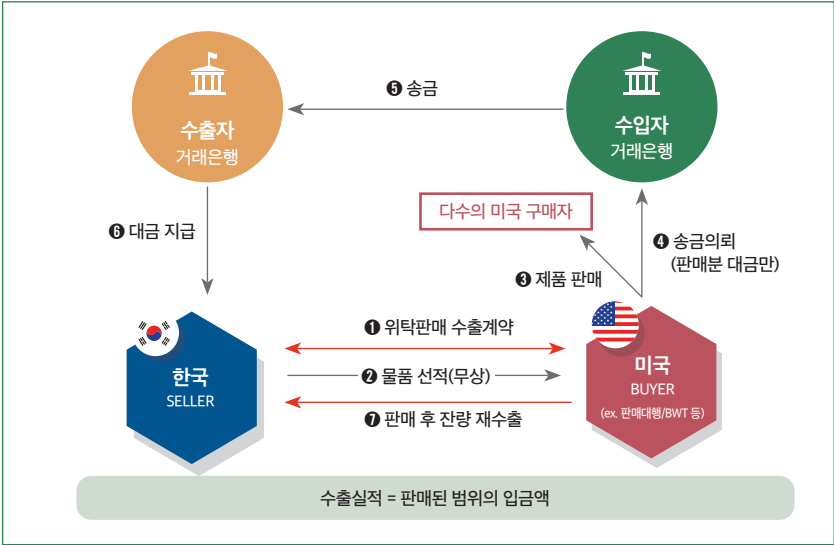 ❺ 송금
수출자
거래은행
수입자
거래은행
다수의 미국 구매자
❻ 대금 지급
❹ 송금의뢰
(판매분 대금만)
❸ 제품 판매
❶ 위탁판매 수출계약
한국
SELLER
❷ 물품 선적(무상)
미국
BUYER
(ex. 판매대행/BWT 등)
❼ 판매 후 잔량 재수출
수출실적 = 판매된 범위의 입금액